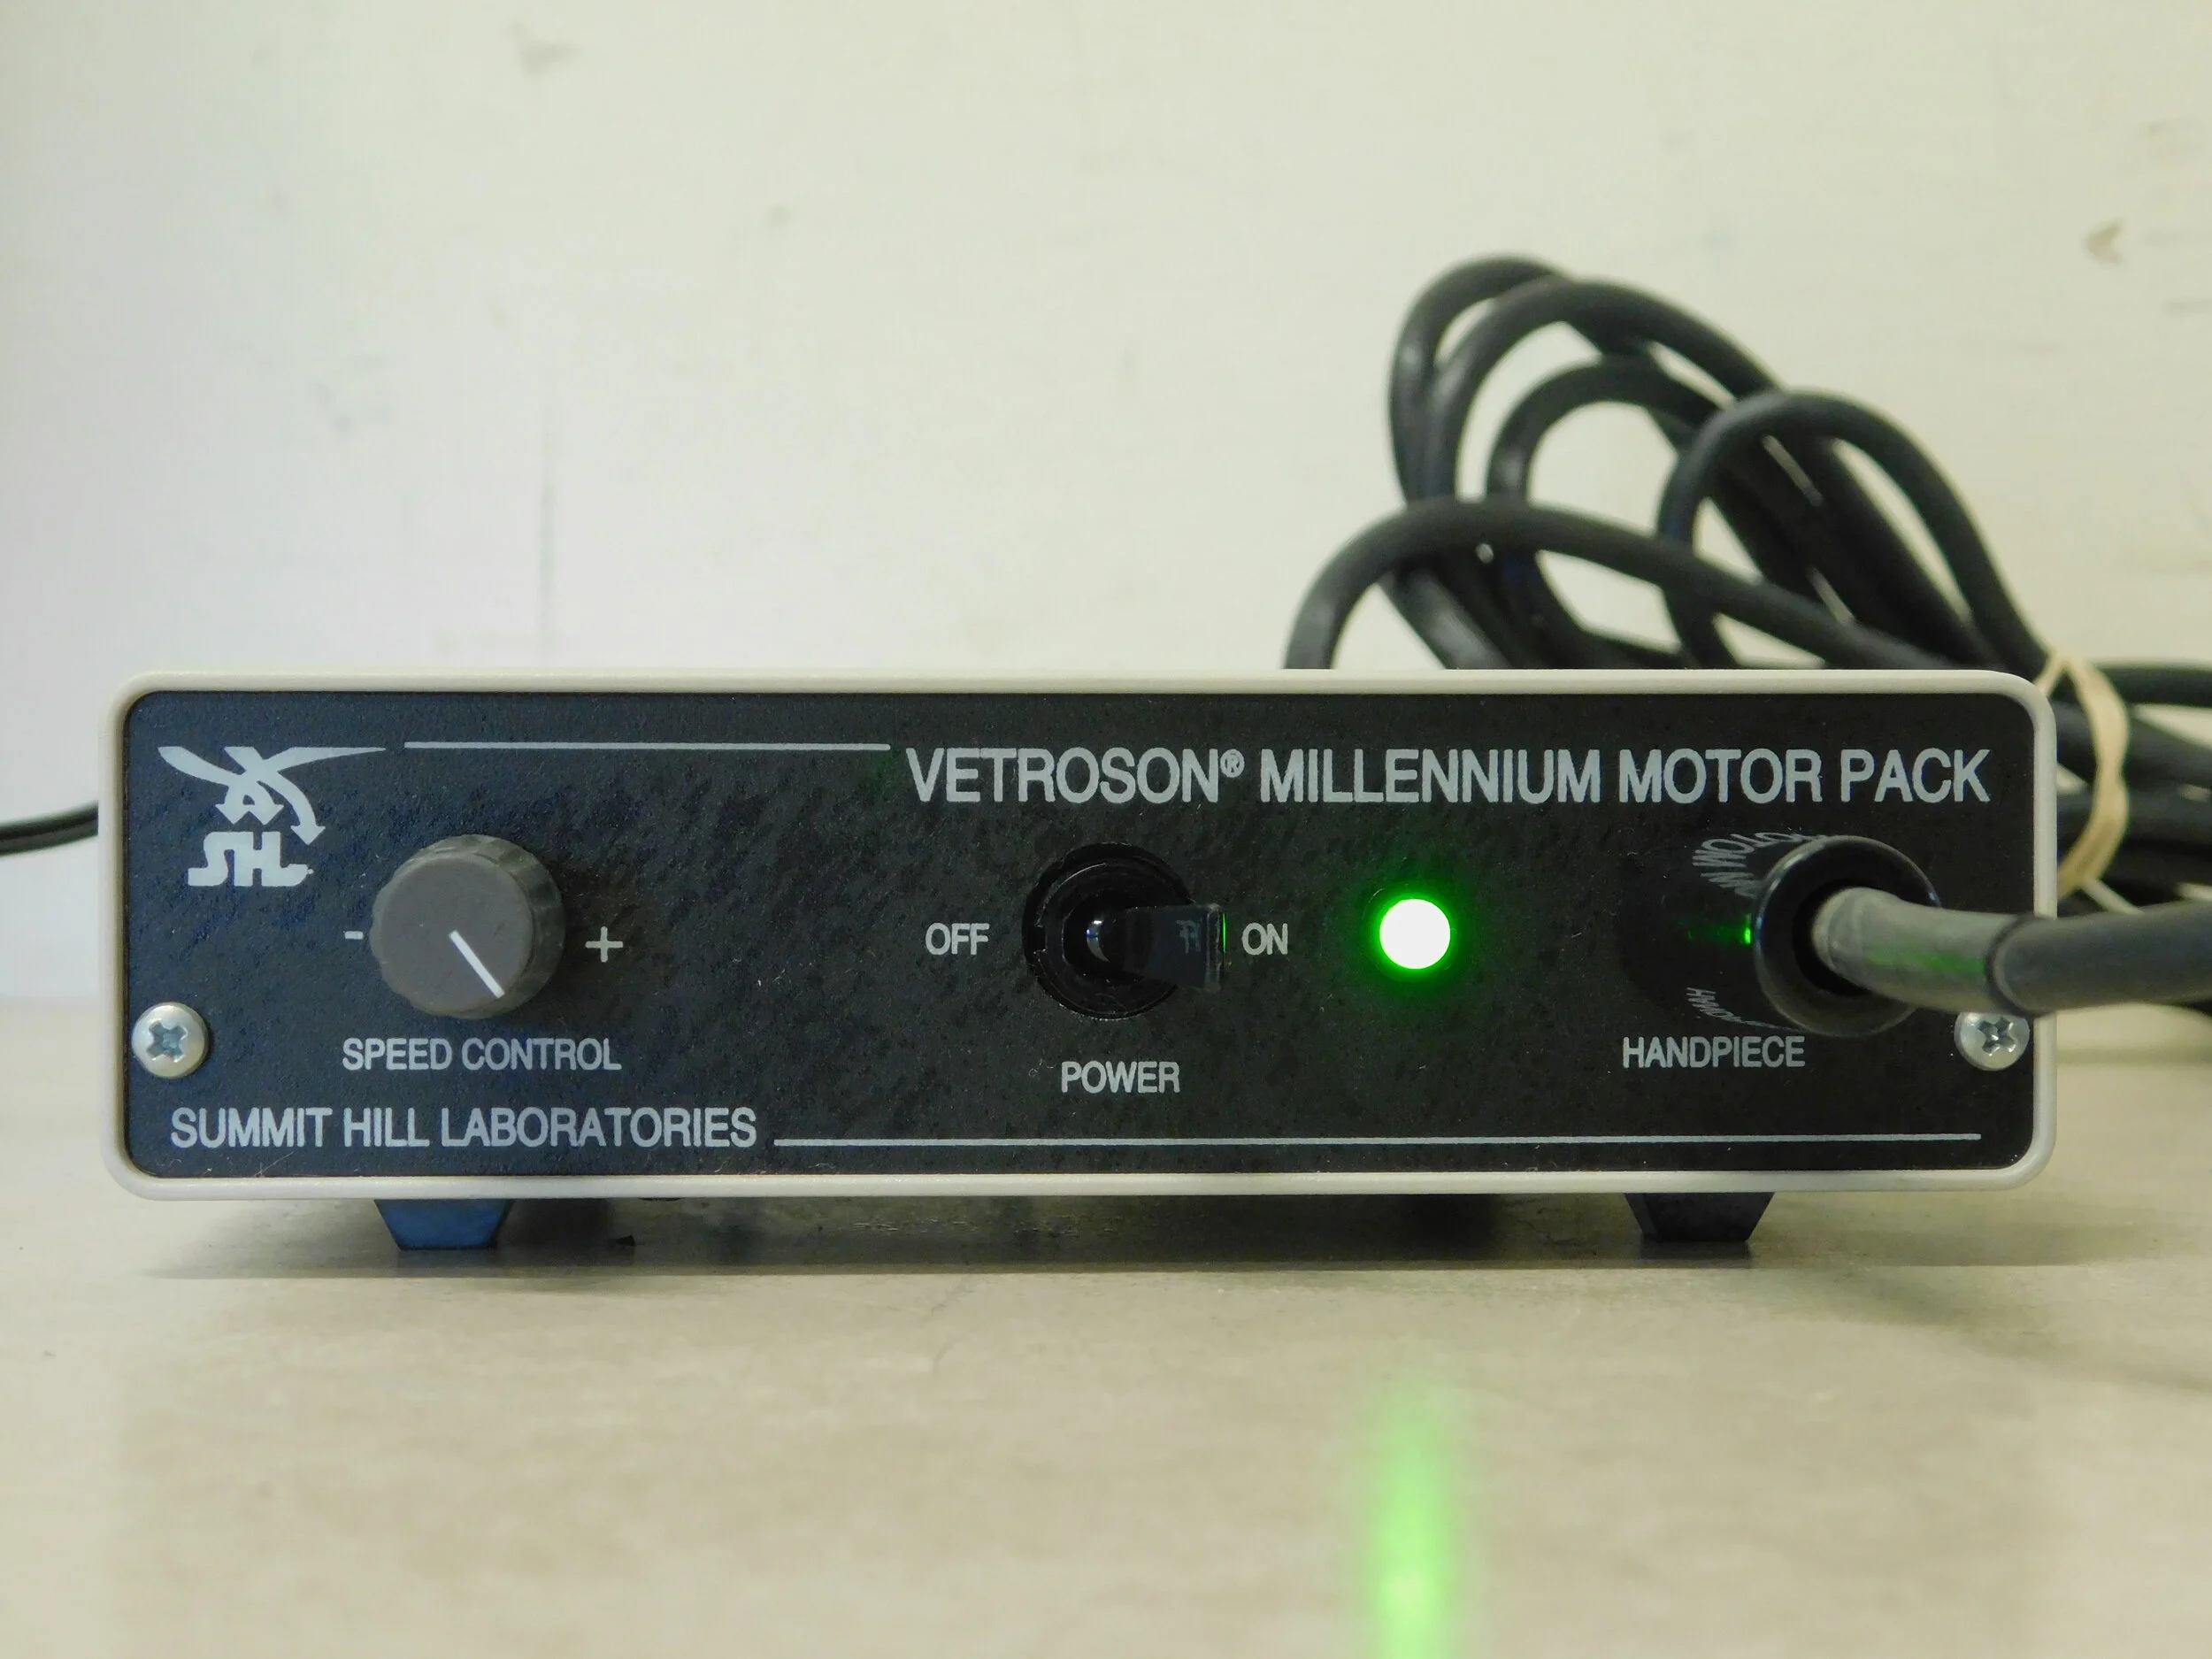 VETROSON® MILLENNIUM MOTOR PACK
SHL
- +
OFF ON
SPEED CONTROL
POWER
HANDPIECE
SUMMIT HILL LABORATORIES